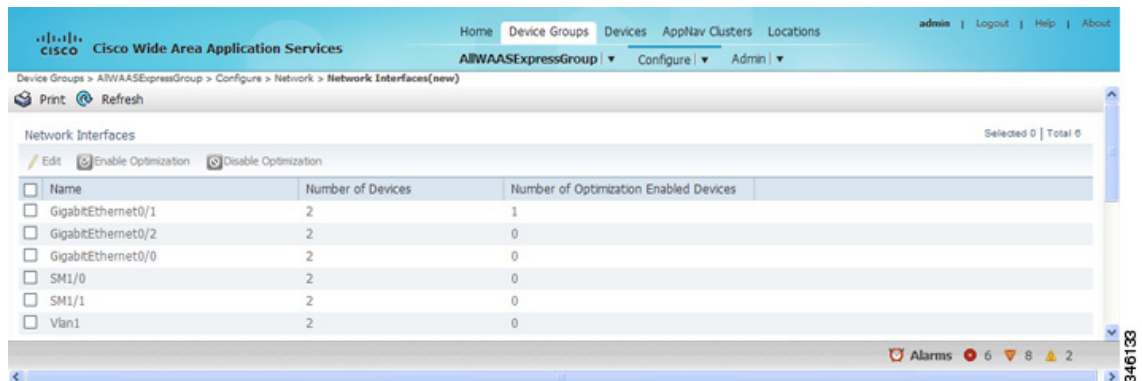 Home Device Groups Devices AppNav Clusters Locations
admin | Logout | Help | About
CISCO Cisco Wide Area Application Services
AllWAASExpressGroup | Configure | Admin |
Device Groups > AllWAASExpressGroup > Configure > Network > Network Interfaces(new)
Print Refresh
Network Interfaces
Selected 0 | Total 6
Edit Enable Optimization Disable Optimization
Name Number of Devices Number of Optimization Enabled Devices
GigabitEthernet0/1 2 1
GigabitEthernet0/2 2 0
GigabitEthernet0/0 2 0
SM1/0 2 0
SM1/1 2 0
Vlan1 2 0
Alarms 6 8 2
346133